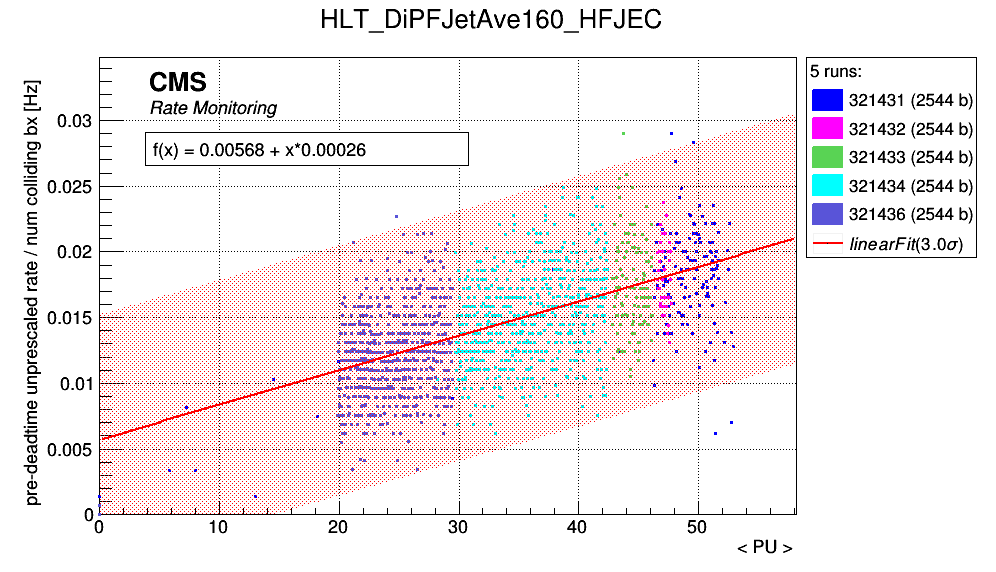 HLT_DiPFJetAve160_HFJEC
CMS
Rate Monitoring
f(x) = 0.00568 + x*0.00026
pre-deadtime unprescaled rate / num colliding bx [Hz]
0.03
0.025
0.02
0.015
0.01
0.005
0
0 10 20 30 40 50
< PU >
5 runs:
321431 (2544 b)
321432 (2544 b)
321433 (2544 b)
321434 (2544 b)
321436 (2544 b)
linearFit(3.0σ)